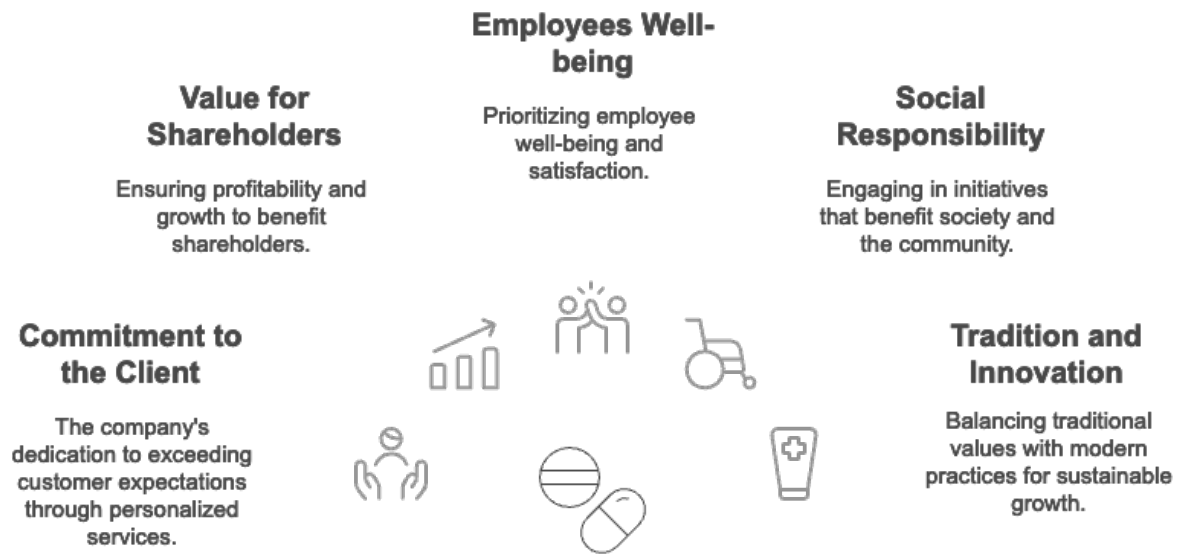 Commitment to
the Client
The company's
dedication to exceeding
customer expectations
through personalized
services.
Value for
Shareholders
Ensuring profitability and
growth to benefit
shareholders.
Employees Well-
being
Prioritizing employee
well-being and
satisfaction.
Social
Responsibility
Engaging in initiatives
that benefit society and
the community.
Tradition and
Innovation
Balancing traditional
values with modern
practices for sustainable
growth.